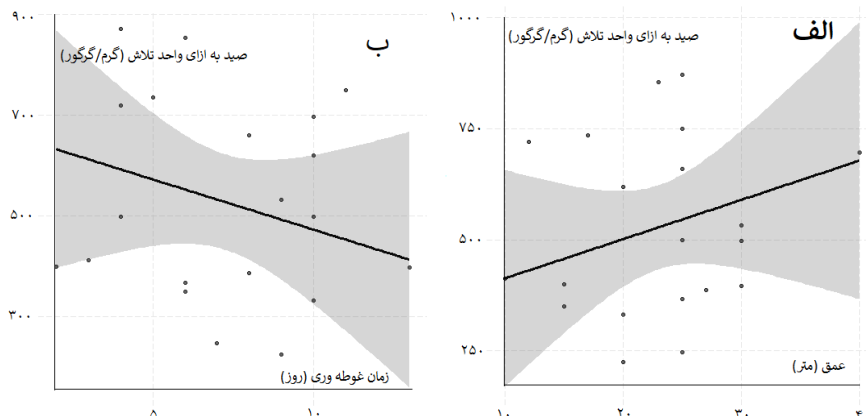 الف
صید به ازای واحد تلاش (گرم/گرگور)
۱۰۰۰
۷۵۰
۵۰۰
۲۵۰
عمق (متر)
۱۰
۲۰
۳۰
ب
صید به ازای واحد تلاش (گرم/گرگور)
۹۰۰
۷۰۰
۵۰۰
۳۰۰
زمان غوطه وری (روز)
۵
۱۰